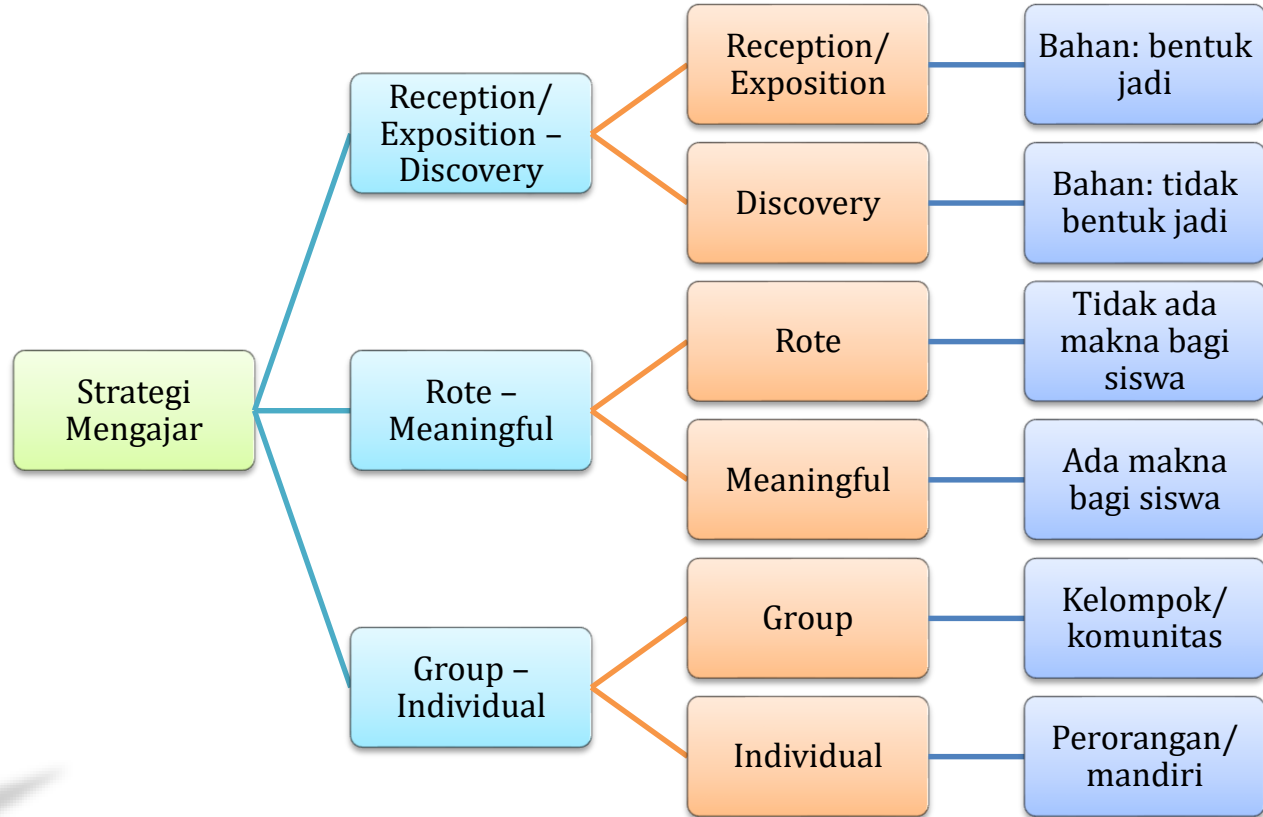 Strategi
Mengajar
Reception/
Exposition –
Discovery
Reception/
Exposition
Bahan: bentuk
jadi
Discovery
Bahan: tidak
bentuk jadi
Rote –
Meaningful
Rote
Tidak ada
makna bagi
siswa
Meaningful
Ada makna
bagi siswa
Group –
Individual
Group
Kelompok/
komunitas
Individual
Perorangan/
mandiri